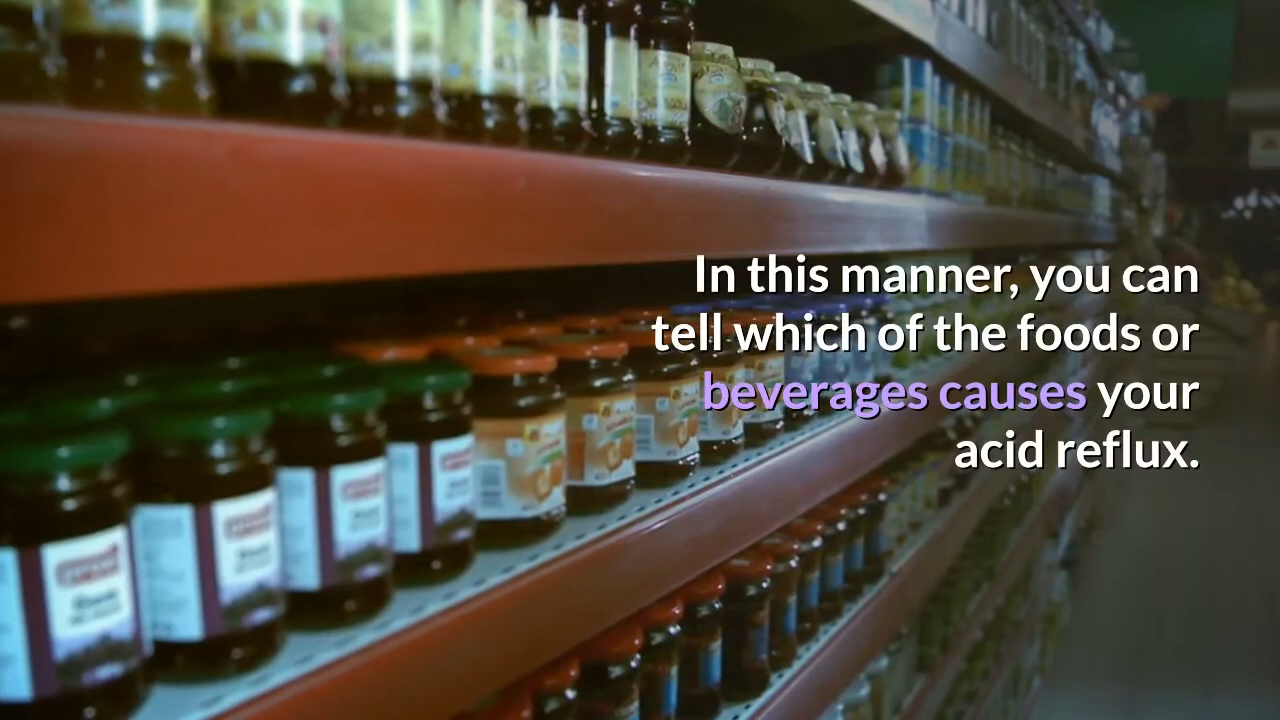 In this manner, you can
tell which of the foods or
beverages causes your
acid reflux.